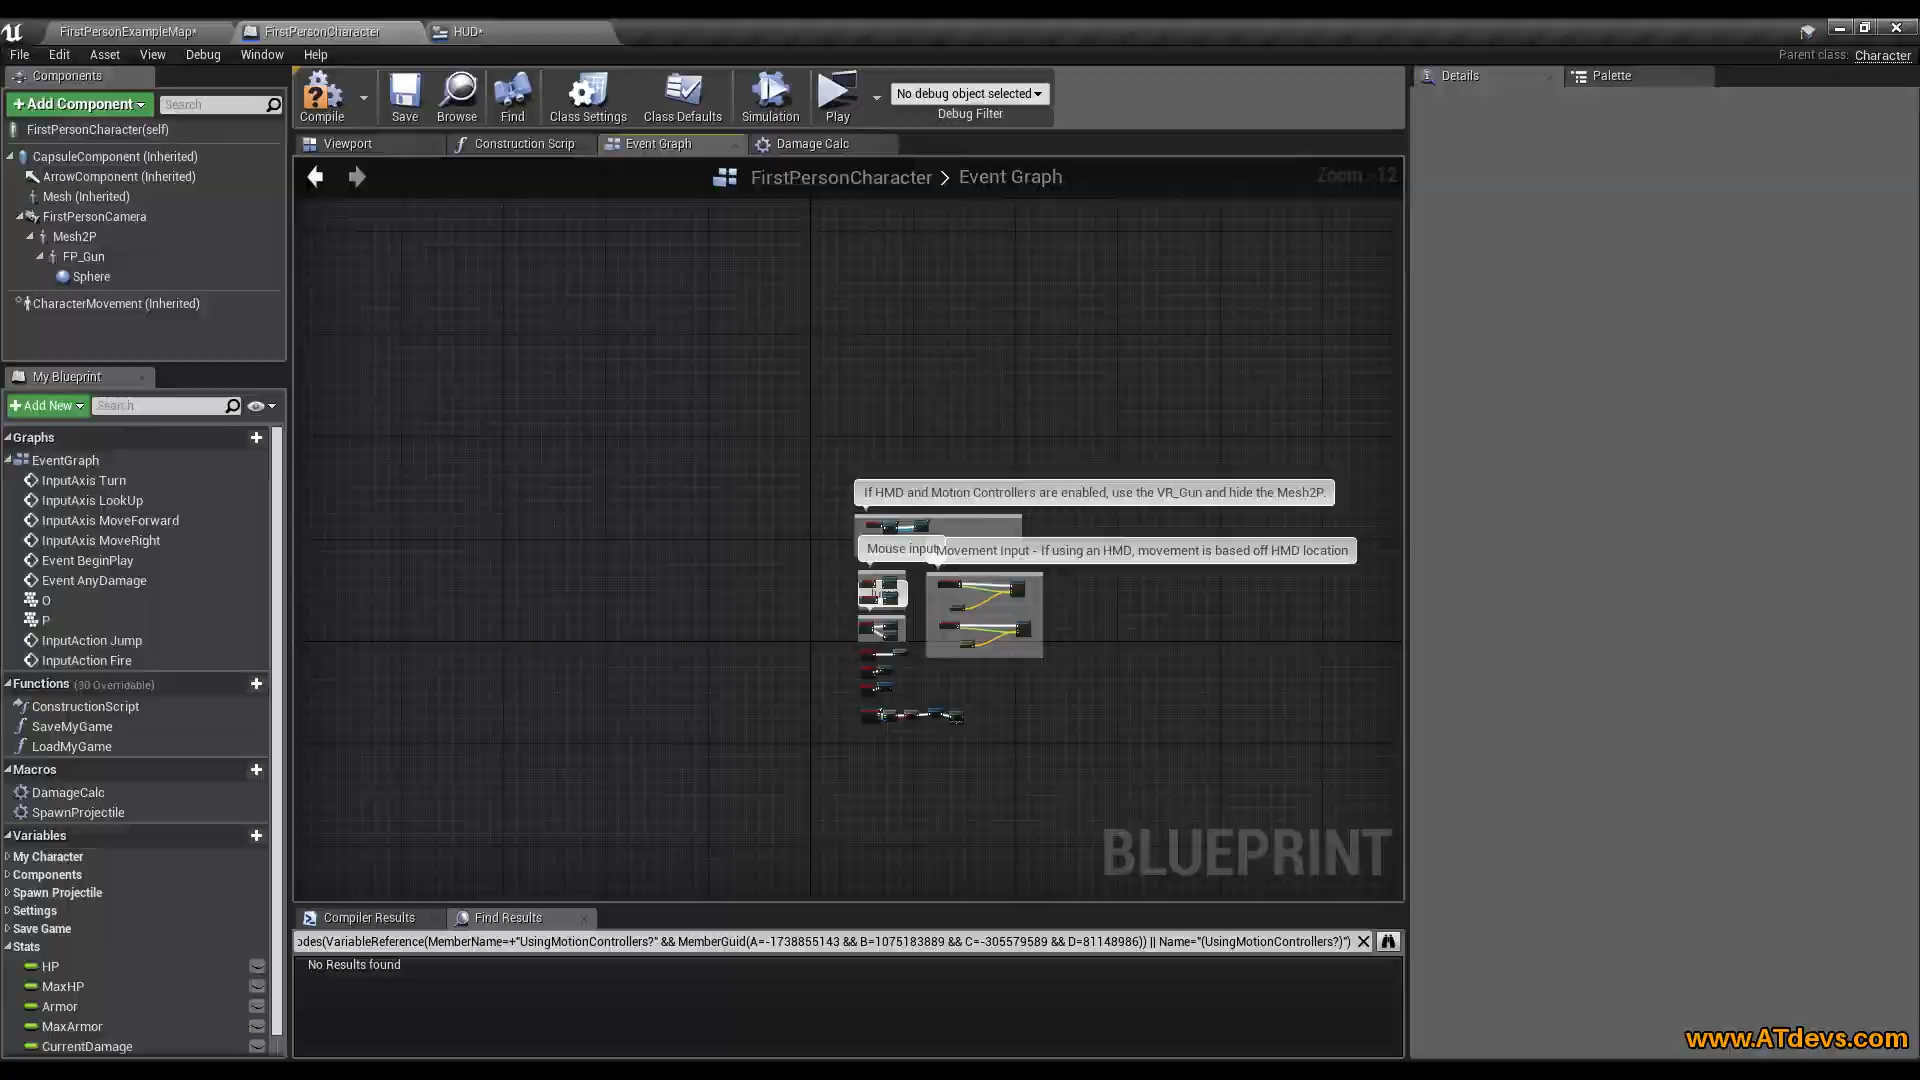 FirstPersonExampleMap*
FirstPersonCharacter
HUD*
File Edit Asset View Debug Window Help
Parent class: Character
Components
+Add Component
Search
FirstPersonCharacter(self)
CapsuleComponent (Inherited)
ArrowComponent (Inherited)
Mesh (Inherited)
FirstPersonCamera
Mesh2P
FP_Gun
Sphere
CharacterMovement (Inherited)
My Blueprint
+Add New
Search
Graphs
EventGraph
InputAxis Turn
InputAxis LookUp
InputAxis MoveForward
InputAxis MoveRight
Event BeginPlay
Event AnyDamage
O
P
InputAction Jump
InputAction Fire
Functions (30 Overridable)
ConstructionScript
SaveMyGame
LoadMyGame
Macros
DamageCalc
SpawnProjectile
Variables
My Character
Components
Spawn Projectile
Settings
Save Game
Stats
HP
MaxHP
Armor
MaxArmor
CurrentDamage
Compile
Save
Browse
Find
Class Settings
Class Defaults
Simulation
Play
No debug object selected
Debug Filter
Viewport
Construction Scrip
Event Graph
Damage Calc
FirstPersonCharacter > Event Graph
Zoom -12
If HMD and Motion Controllers are enabled, use the VR_Gun and hide the Mesh2P.
Mouse input
Movement Input - If using an HMD, movement is based off HMD location
BLUEPRINT
Compiler Results
Find Results
odes(VariableReference(MemberName=+"UsingMotionControllers?" && MemberGuid(A=-1738855143 && B=1075183889 && C=-305579589 && D=81148986)) || Name="(UsingMotionControllers?)")
No Results found
Details
Palette
www.ATdevs.com